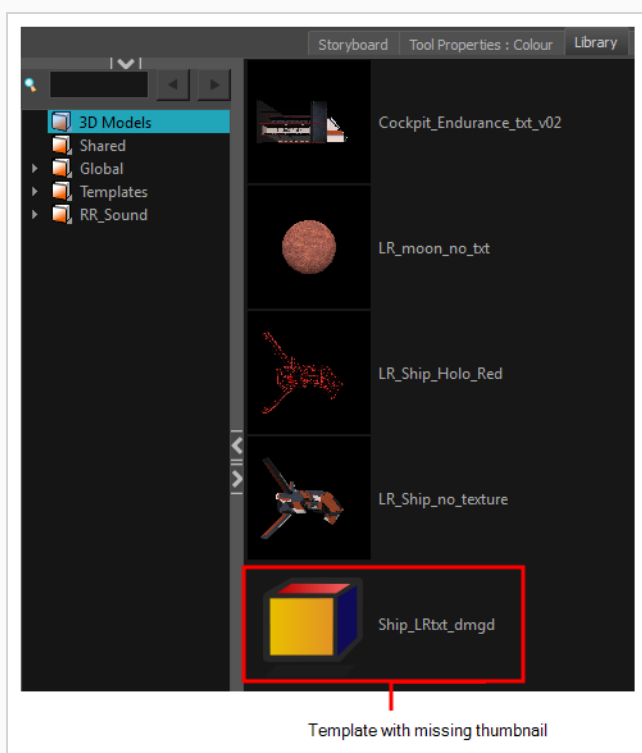 Storyboard
Tool Properties : Colour
Library
3D Models
Shared
Global
Templates
RR_Sound
Cockpit_Endurance_txt_v02
LR_moon_no_txt
LR_Ship_Holo_Red
LR_Ship_no_texture
Ship_LRtxt_dmgd
Template with missing thumbnail